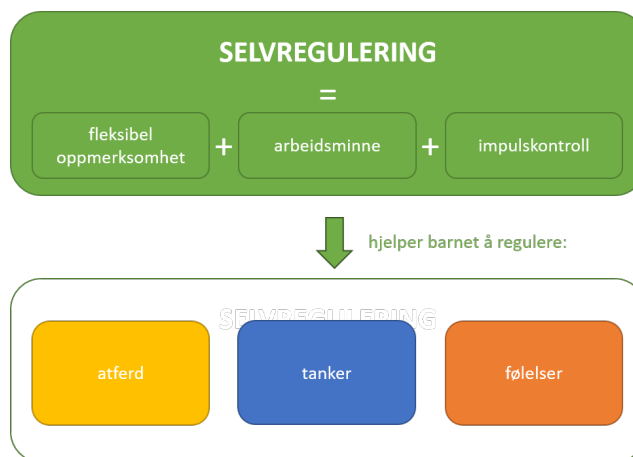 SELVREGULERING
=
fleksibel
oppmerksomhet + arbeidsminne + impulskontroll
hjelper barnet å regulere:
SELVREGULERING
atferd
tanker
følelser